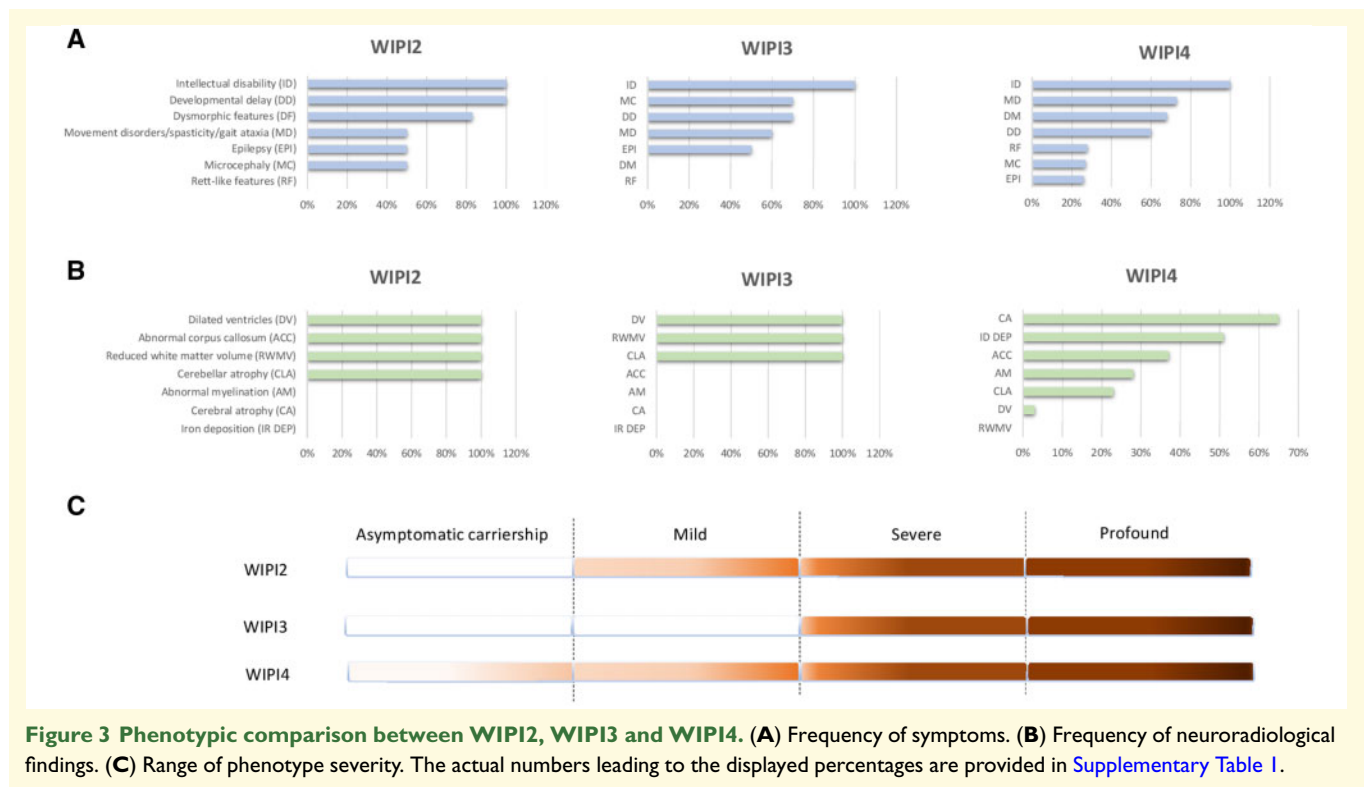 A
WIPI2
Intellectual disability (ID)
Developmental delay (DD)
Dysmorphic features (DF)
Movement disorders/spasticity/gait ataxia (MD)
Epilepsy (EPI)
Microcephaly (MC)
Rett-like features (RF)
0% 20% 40% 60% 80% 100% 120%
WIPI3
ID
MC
DD
MD
EPI
DM
RF
0% 20% 40% 60% 80% 100% 120%
WIPI4
ID
MD
DM
DD
RF
MC
EPI
0% 20% 40% 60% 80% 100% 120%
B
WIPI2
Dilated ventricles (DV)
Abnormal corpus callosum (ACC)
Reduced white matter volume (RWMV)
Cerebellar atrophy (CLA)
Abnormal myelination (AM)
Cerebral atrophy (CA)
Iron deposition (IR DEP)
0% 20% 40% 60% 80% 100% 120%
WIPI3
DV
RWMV
CLA
ACC
AM
CA
IR DEP
0% 20% 40% 60% 80% 100% 120%
WIPI4
CA
ID DEP
ACC
AM
CLA
DV
RWMV
0% 10% 20% 30% 40% 50% 60% 70%
C
Asymptomatic carriership Mild Severe Profound
WIPI2
WIPI3
WIPI4
Figure 3 Phenotypic comparison between WIPI2, WIPI3 and WIPI4. (A) Frequency of symptoms. (B) Frequency of neuroradiological
findings. (C) Range of phenotype severity. The actual numbers leading to the displayed percentages are provided in Supplementary Table 1.